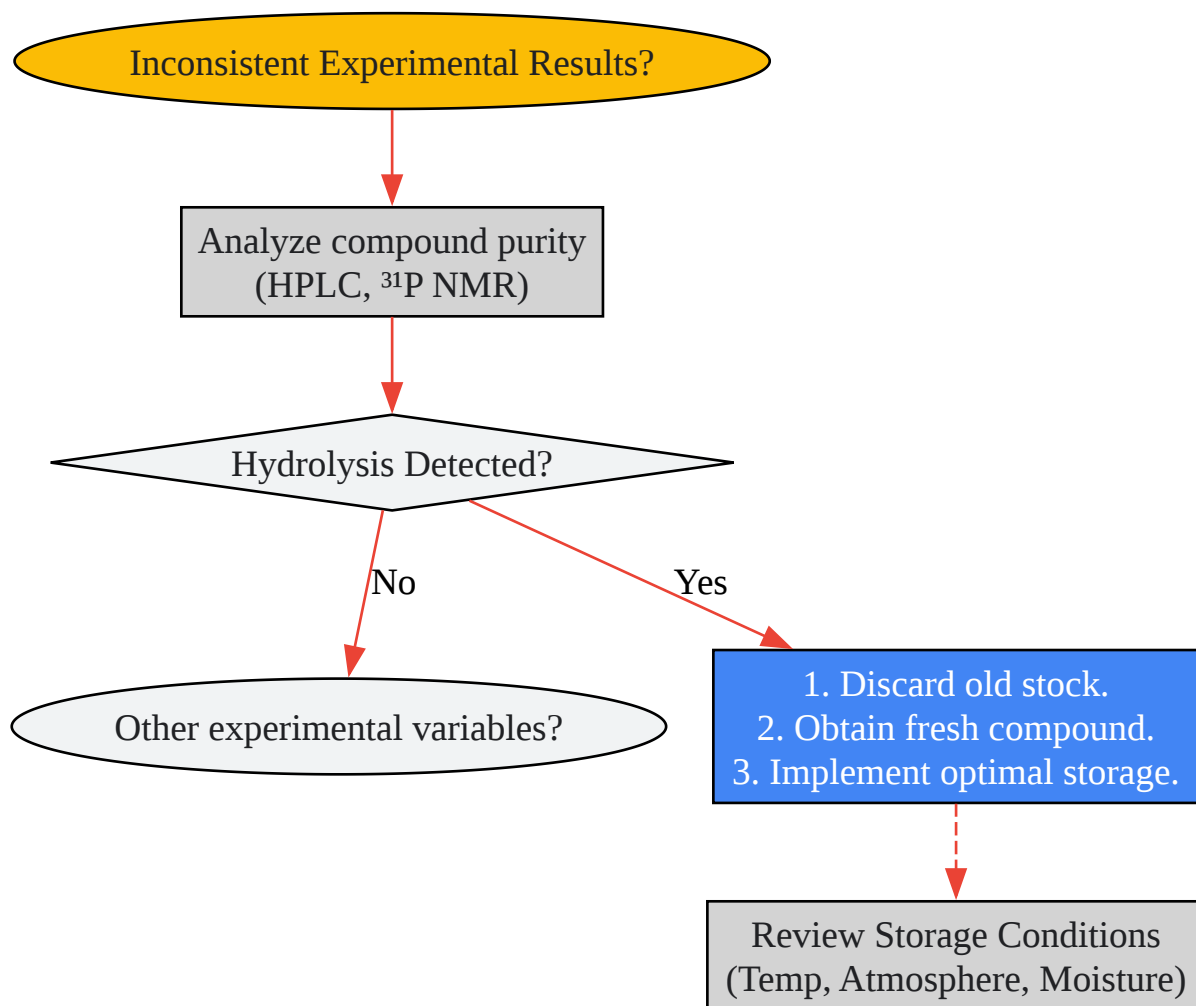 Inconsistent Experimental Results?
Analyze compound purity
(HPLC, ³¹P NMR)
Hydrolysis Detected?
No
Yes
Other experimental variables?
1. Discard old stock.
2. Obtain fresh compound.
3. Implement optimal storage.
Review Storage Conditions
(Temp, Atmosphere, Moisture)